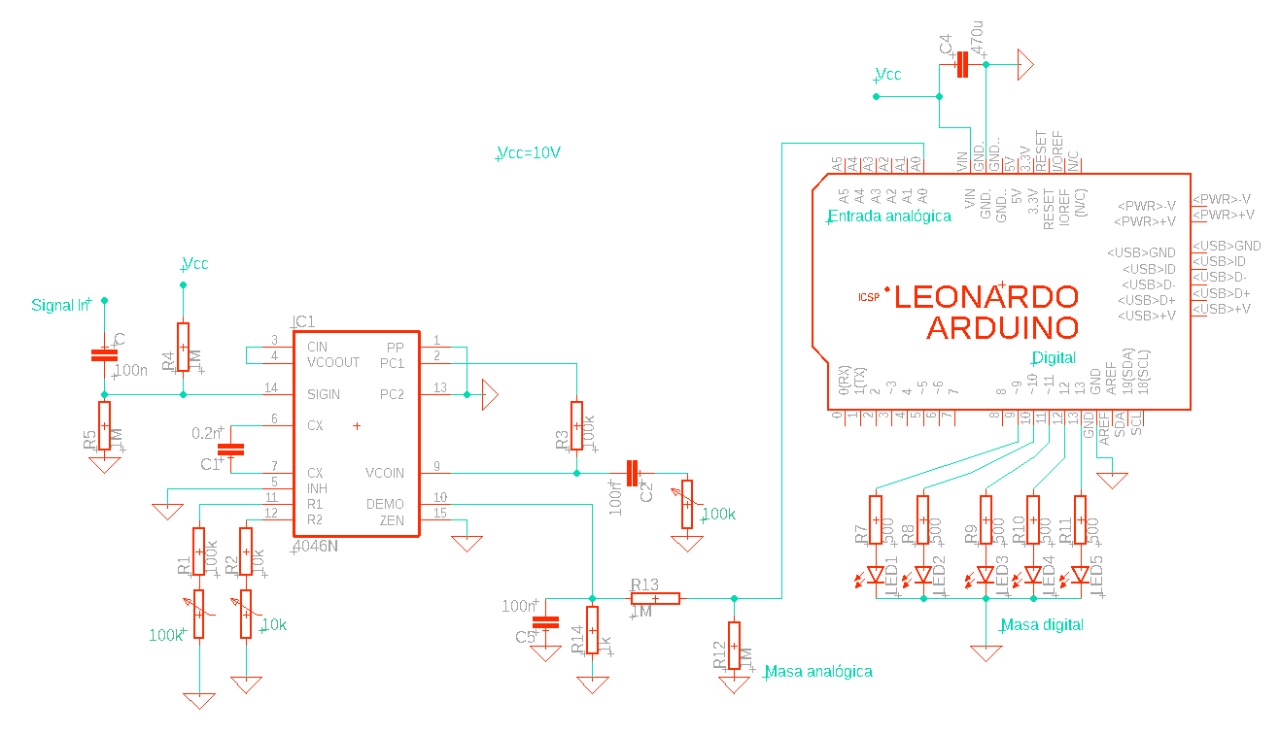 C4
470u
Vcc
Vcc=10V
VIN
GND.
GND..
5V
3.3V
RESET
I/OREF
N/C
A5
A4
A3
A2
A1
A0
A5
A4
A3
A2
A1
A0
VIN
GND.
GND..
5V
3.3V
RESET
IOREF
(N/C)
Entrada analógica
<PWR>-V
<PWR>+V
<USB>GND
<USB>ID
<USB>D-
<USB>D+
<USB>+V
<PWR>-V
<PWR>+V
<USB>GND
<USB>ID
<USB>D-
<USB>D+
<USB>+V
ICSP
LEONARDO
ARDUINO
Digital
0(RX)
1(TX)
2
~3
4
~5
~6
7
8
~9
~10
~11
12
13
GND
AREF
19(SDA)
18(SCL)
0
1
2
3
4
5
6
7
8
9
10
11
12
13
GND
AREF
SDA
SCL
Vcc
Signal In
C
100n
R4
1M
R5
1M
IC1
3 CIN PP 1
4 VCOOUT PC1 2
14 SIGIN PC2 13
6 CX
7 CX VCOIN 9
5 INH
11 R1 DEMO 10
12 R2 ZEN 15
4046N
0.2n
C1
R3
100k
100n
C2
100k
R1
100k
R2
10k
100k
10k
100n
C5
R14
1k
R13
1M
R12
1M
Masa analógica
R7
500
R8
500
R9
500
R10
500
R11
500
LED1
LED2
LED3
LED4
LED5
Masa digital